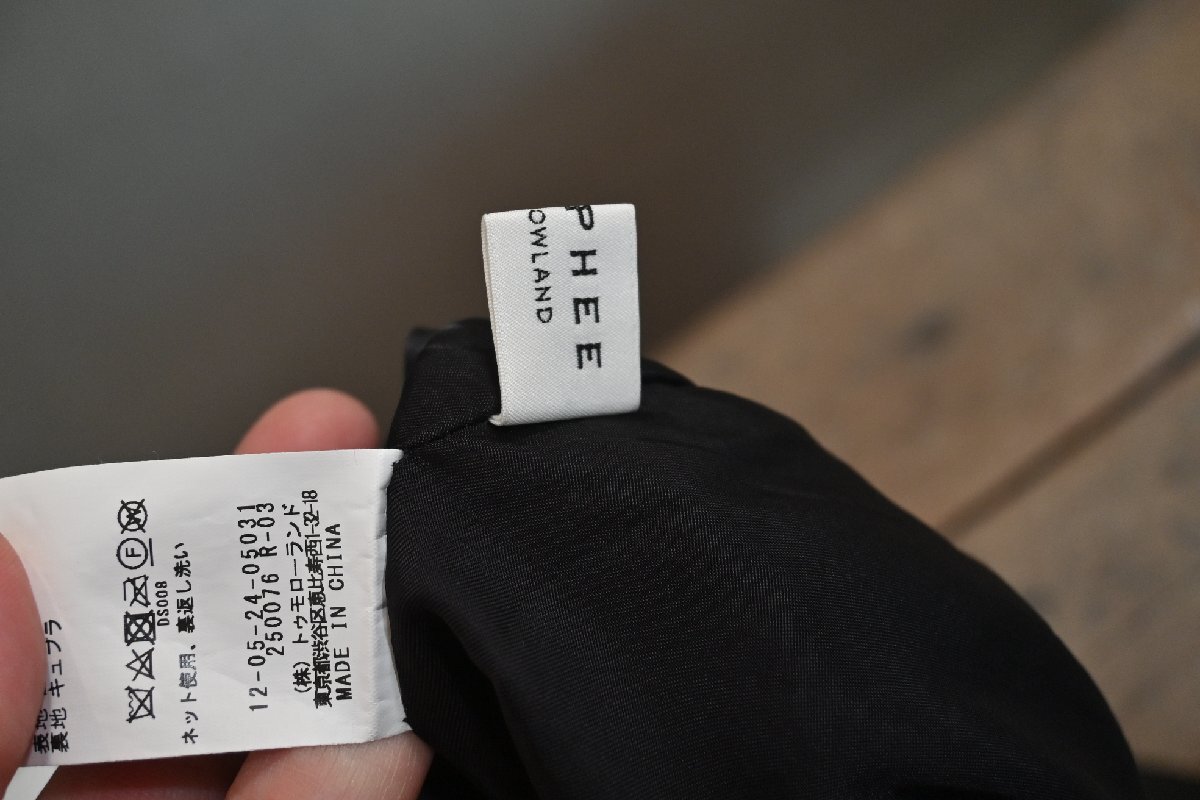 PHEE
OWLAND
12-05-24-05031
250076 R-03
(株) トゥモローランド
東京都渋谷区恵比寿西1-32-18
MADE IN CHINA
ネット使用、裏返し洗い
DS008
F
W
表地
裏地 キュプラ